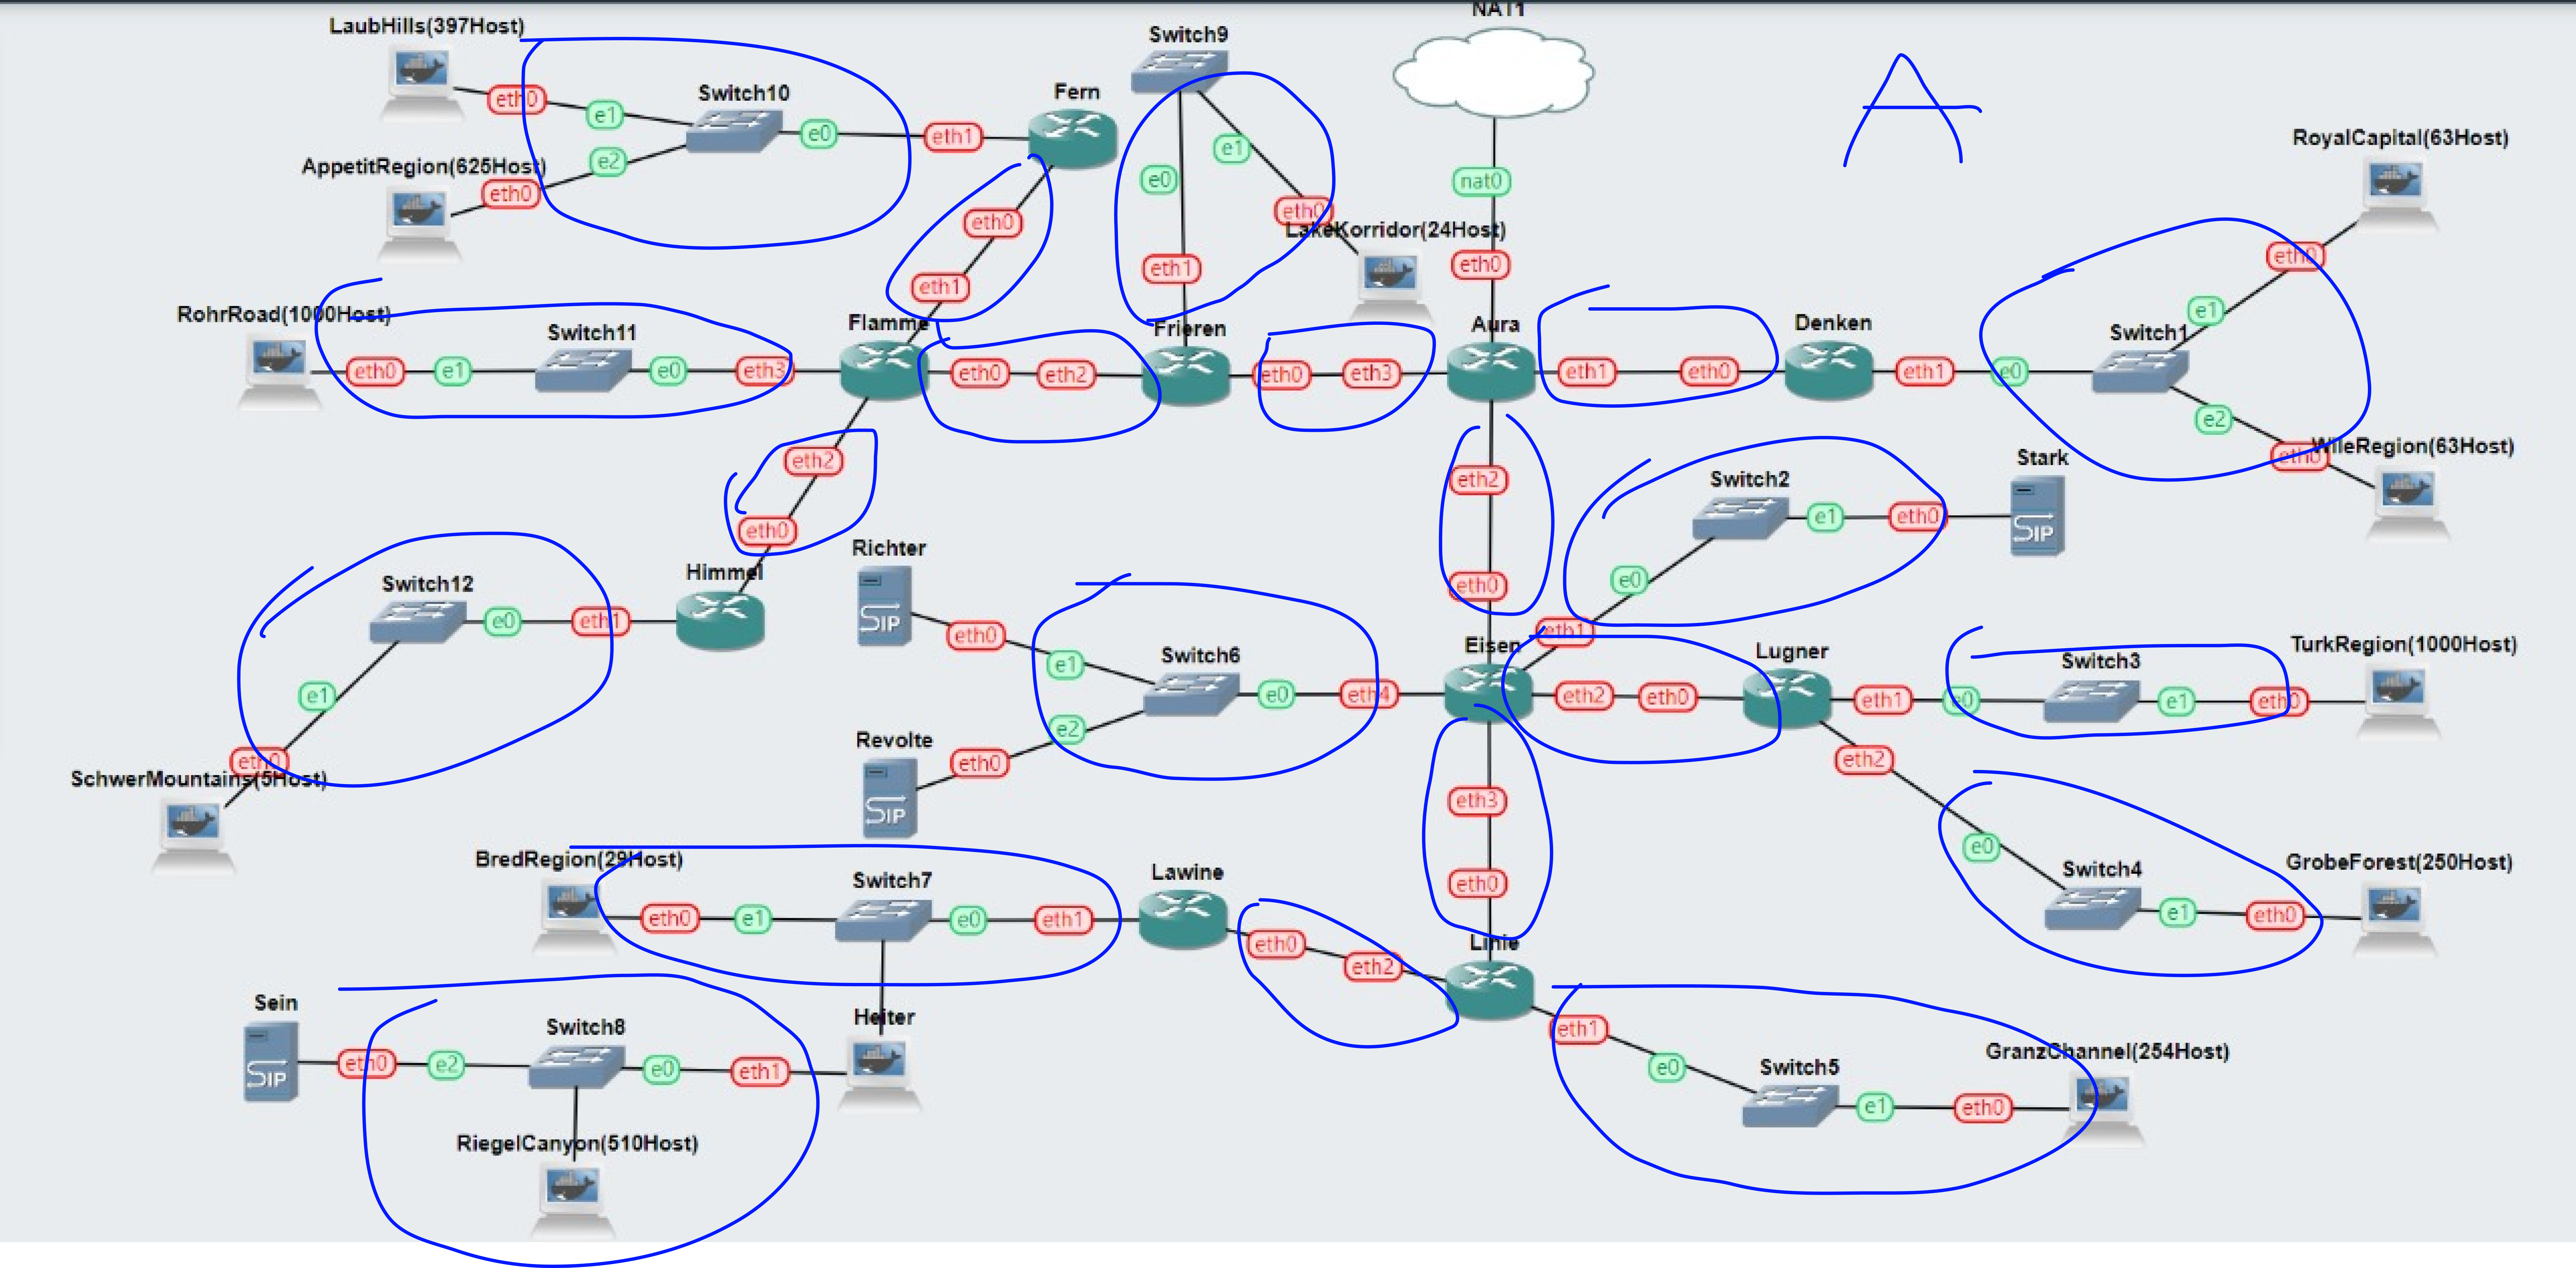 NAT1
LaubHills(397Host)
Switch9
eth0
e1
Switch10
e0
eth1
Fern
A
AppetitRegion(625Host)
e2
eth0
e0
e1
eth0
nat0
RoyalCapital(63Host)
eth0
eth1
LakeKorridor(24Host)
eth1
eth0
eth0
e1
RohrRoad(1000Host)
Switch11
Flamme
Frieren
Aura
Denken
Switch1
eth0
e1
e0
eth3
eth0
eth2
eth0
eth3
eth1
eth0
eth1
e0
e2
eth2
eth0
eth2
Switch2
Stark
eth0
WileRegion(63Host)
e1
eth0
Richter
eth0
e0
Switch12
Himmel
e0
eth1
eth0
e1
Switch6
Eisen
eth1
Lugner
Switch3
TurkRegion(1000Host)
e1
e0
eth4
eth2
eth0
eth1
e0
e1
eth0
Revolte
e2
eth0
eth0
SchwerMountains(5Host)
eth3
eth2
e0
BredRegion(29Host)
Switch7
Lawine
eth0
Switch4
GrobeForest(250Host)
eth0
e1
e0
eth1
eth0
eth2
Linie
e1
eth0
Sein
Switch8
Heiter
eth1
eth0
e2
e0
eth1
e0
Switch5
GranzChannel(254Host)
e1
eth0
RiegelCanyon(510Host)
SIP
SIP
SIP
SIP